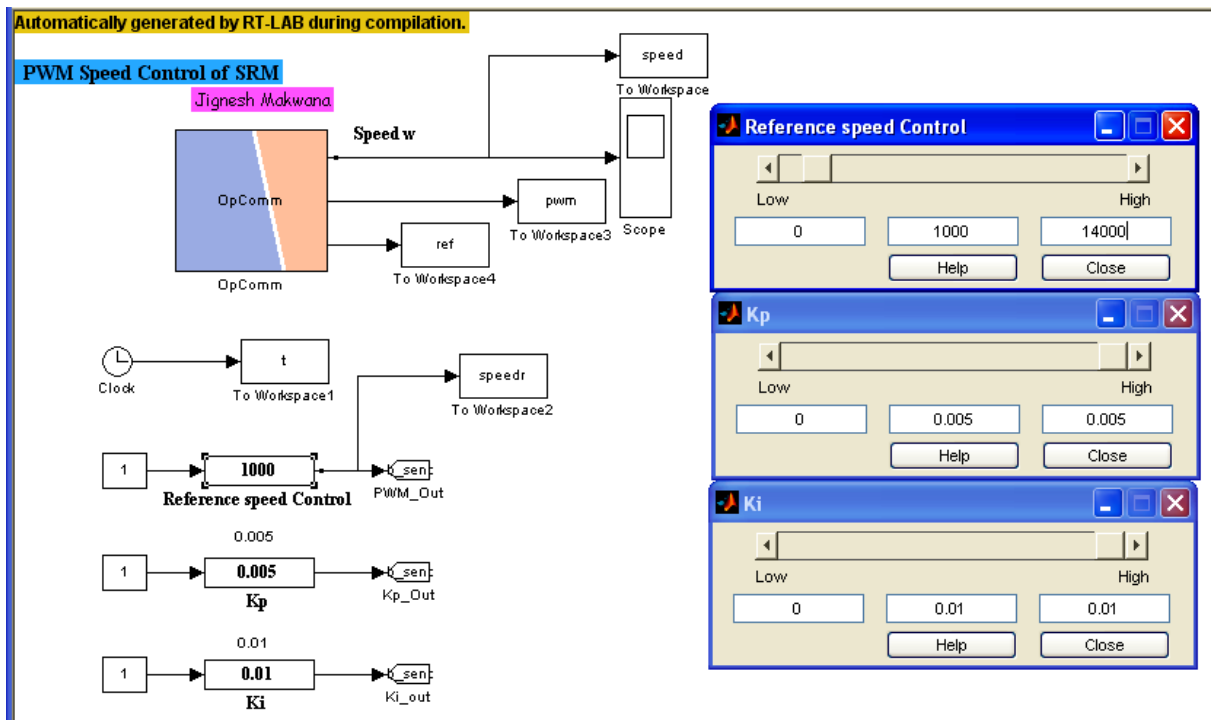 Automatically generated by RT-LAB during compilation.
PWM Speed Control of SRM
Jignesh Makwana
OpComm
OpComm
Speed w
speed
To Workspace
Scope
pwm
To Workspace3
ref
To Workspace4
Clock
t
To Workspace1
speedr
To Workspace2
1
1000
Reference speed Control
PWM_Out
0.005
1
0.005
Kp
Kp_Out
0.01
1
0.01
Ki
Ki_out
Reference speed Control
Low High
0 1000 14000
Help Close
Kp
Low High
0 0.005 0.005
Help Close
Ki
Low High
0 0.01 0.01
Help Close